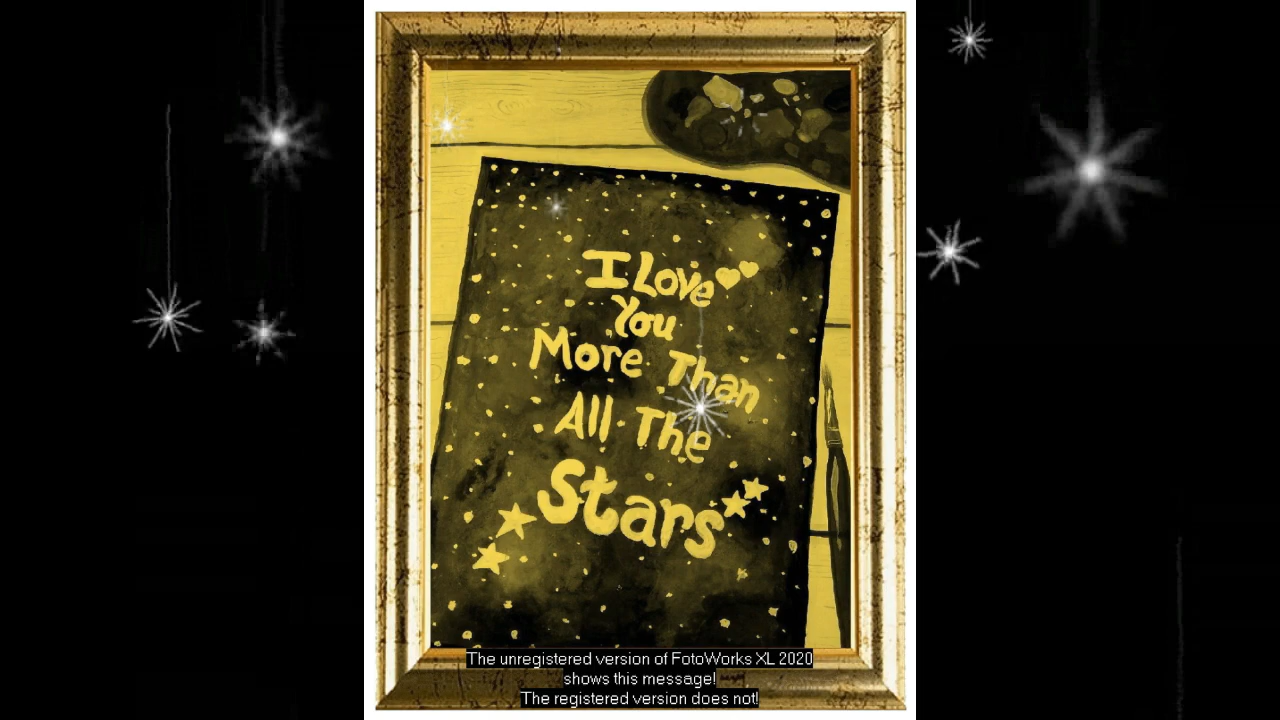 I Love
You
More Than
All The
Stars
The unregistered version of FotoWorks XL 2020
shows this message!
The registered version does not!